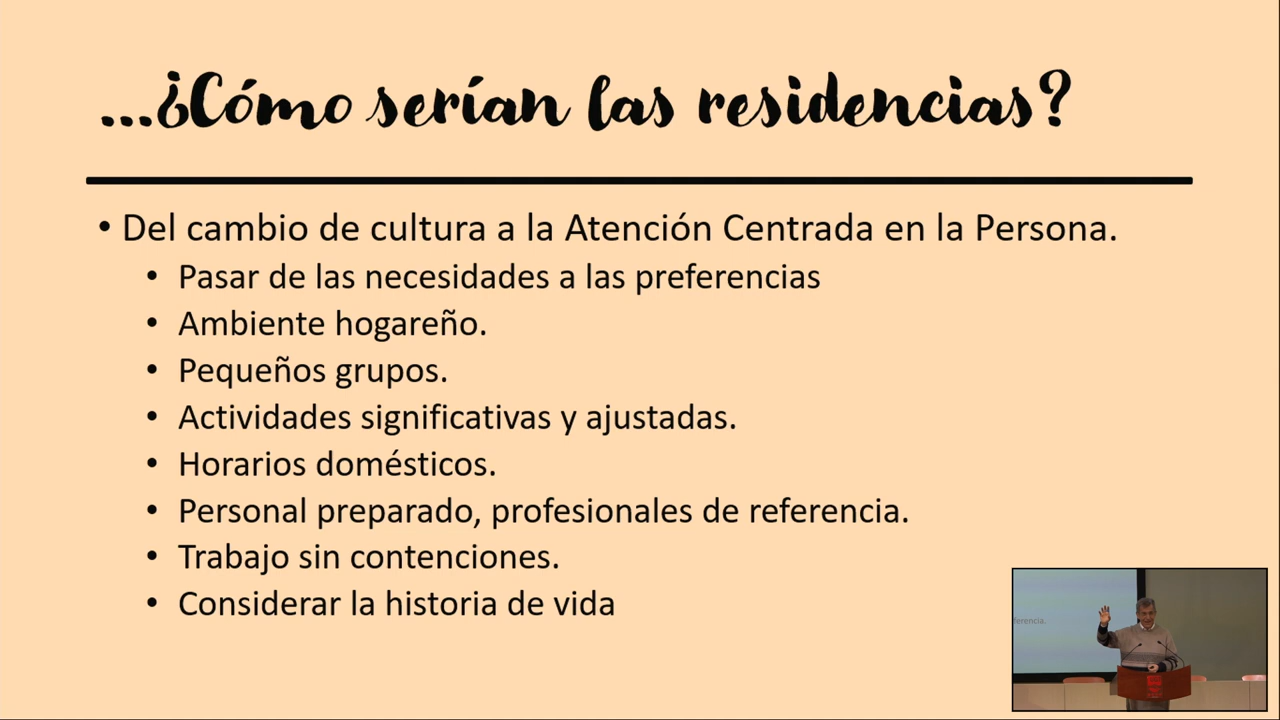 ...¿Cómo serían las residencias?
• Del cambio de cultura a la Atención Centrada en la Persona.
• Pasar de las necesidades a las preferencias
• Ambiente hogareño.
• Pequeños grupos.
• Actividades significativas y ajustadas.
• Horarios domésticos.
• Personal preparado, profesionales de referencia.
• Trabajo sin contenciones.
• Considerar la historia de vida
ferencia.